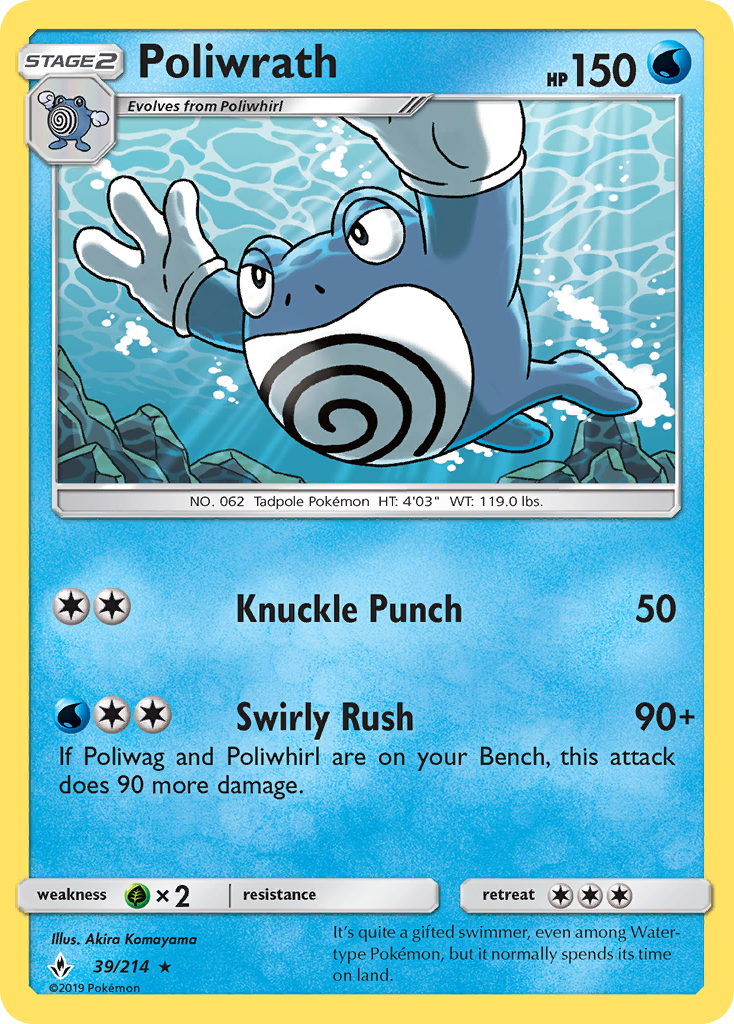 STAGE2 Poliwrath HP 150
Evolves from Poliwhirl
NO. 062 Tadpole Pokémon HT: 4'03" WT: 119.0 lbs.
Knuckle Punch 50
Swirly Rush 90+
If Poliwag and Poliwhirl are on your Bench, this attack
does 90 more damage.
weakness × 2 resistance retreat
Illus. Akira Komayama
39/214 ★
©2019 Pokémon
It's quite a gifted swimmer, even among Water-
type Pokémon, but it normally spends its time
on land.